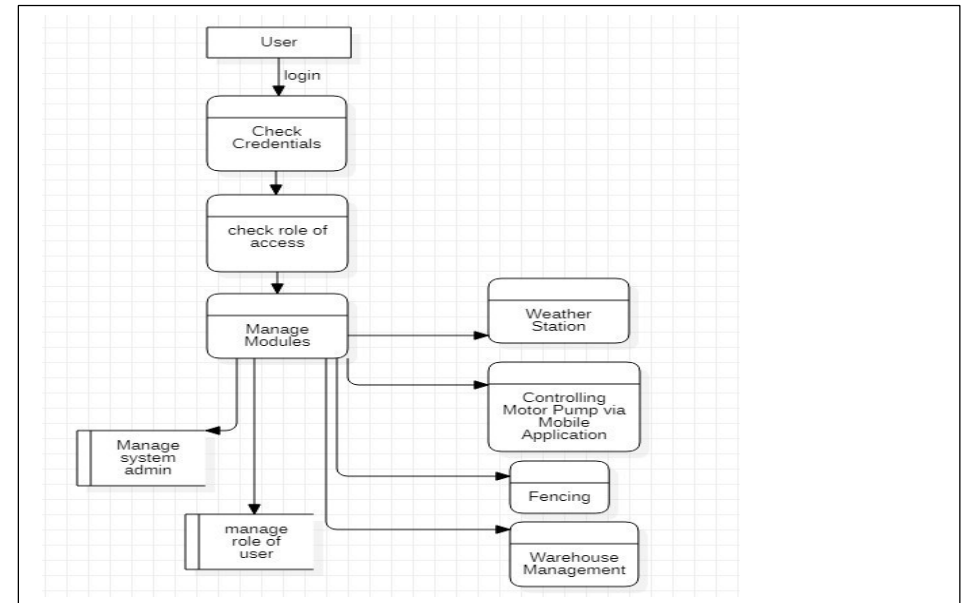 User
login
Check
Credentials
check role of
access
Manage
Modules
Weather
Station
Controlling
Motor Pump via
Mobile
Application
Manage
system
admin
Fencing
manage
role of
user
Warehouse
Management